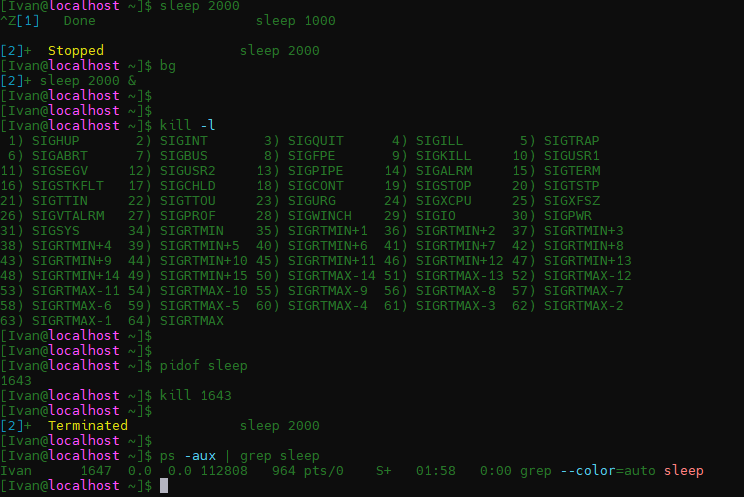 [Ivan@localhost ~]$ sleep 2000
^Z[1]   Done                    sleep 1000
[2]+  Stopped                 sleep 2000
[Ivan@localhost ~]$ bg
[2]+ sleep 2000 &
[Ivan@localhost ~]$
[Ivan@localhost ~]$
[Ivan@localhost ~]$ kill -l
 1) SIGHUP       2) SIGINT       3) SIGQUIT      4) SIGILL       5) SIGTRAP
 6) SIGABRT      7) SIGBUS       8) SIGFPE       9) SIGKILL     10) SIGUSR1
11) SIGSEGV     12) SIGUSR2     13) SIGPIPE     14) SIGALRM     15) SIGTERM
16) SIGSTKFLT   17) SIGCHLD     18) SIGCONT     19) SIGSTOP     20) SIGTSTP
21) SIGTTIN     22) SIGTTOU     23) SIGURG      24) SIGXCPU     25) SIGXFSZ
26) SIGVTALRM   27) SIGPROF     28) SIGWINCH    29) SIGIO       30) SIGPWR
31) SIGSYS      34) SIGRTMIN    35) SIGRTMIN+1  36) SIGRTMIN+2  37) SIGRTMIN+3
38) SIGRTMIN+4  39) SIGRTMIN+5  40) SIGRTMIN+6  41) SIGRTMIN+7  42) SIGRTMIN+8
43) SIGRTMIN+9  44) SIGRTMIN+10 45) SIGRTMIN+11 46) SIGRTMIN+12 47) SIGRTMIN+13
48) SIGRTMIN+14 49) SIGRTMIN+15 50) SIGRTMAX-14 51) SIGRTMAX-13 52) SIGRTMAX-12
53) SIGRTMAX-11 54) SIGRTMAX-10 55) SIGRTMAX-9  56) SIGRTMAX-8  57) SIGRTMAX-7
58) SIGRTMAX-6  59) SIGRTMAX-5  60) SIGRTMAX-4  61) SIGRTMAX-3  62) SIGRTMAX-2
63) SIGRTMAX-1  64) SIGRTMAX
[Ivan@localhost ~]$
[Ivan@localhost ~]$
[Ivan@localhost ~]$ pidof sleep
1643
[Ivan@localhost ~]$ kill 1643
[Ivan@localhost ~]$
[2]+  Terminated              sleep 2000
[Ivan@localhost ~]$
[Ivan@localhost ~]$ ps -aux | grep sleep
Ivan      1647  0.0  0.0 112808   964 pts/0    S+   01:58   0:00 grep --color=auto sleep
[Ivan@localhost ~]$